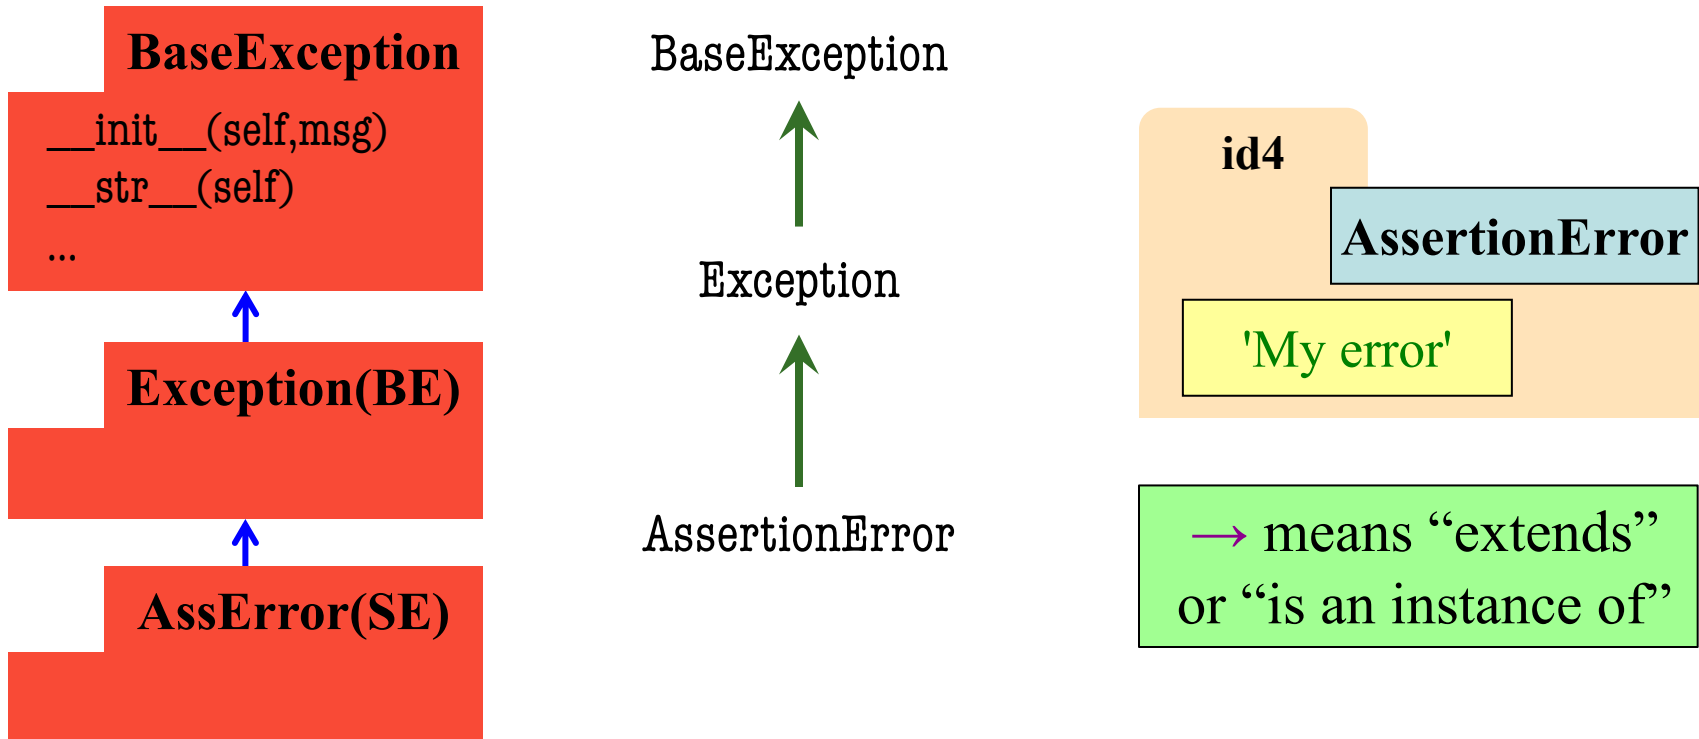 BaseException
__init__(self,msg)
__str__(self)
...
Exception(BE)
AssError(SE)
BaseException
Exception
AssertionError
id4
AssertionError
'My error'
→ means “extends”
or “is an instance of”